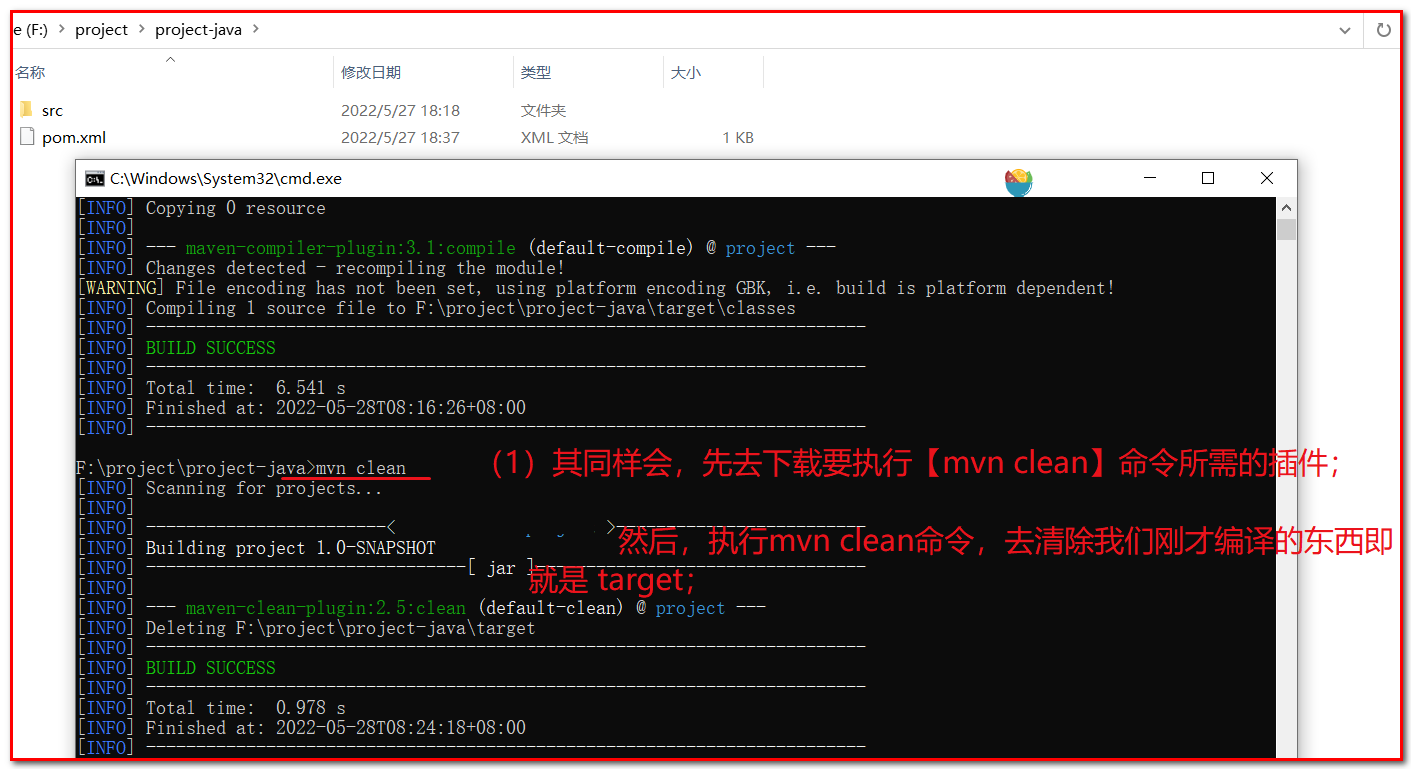 e (F:) > project > project-java >
名称 修改日期 类型 大小
src 2022/5/27 18:18 文件夹
pom.xml 2022/5/27 18:37 XML 文档 1 KB
C:\Windows\System32\cmd.exe
[INFO] Copying 0 resource
[INFO]
[INFO] --- maven-compiler-plugin:3.1:compile (default-compile) @ project ---
[INFO] Changes detected - recompiling the module!
[WARNING] File encoding has not been set, using platform encoding GBK, i.e. build is platform dependent!
[INFO] Compiling 1 source file to F:\project\project-java\target\classes
[INFO] ------------------------------------------------------------------------
[INFO] BUILD SUCCESS
[INFO] ------------------------------------------------------------------------
[INFO] Total time:  6.541 s
[INFO] Finished at: 2022-05-28T08:16:26+08:00
[INFO] ------------------------------------------------------------------------
F:\project\project-java>mvn clean
（1）其同样会，先去下载要执行【mvn clean】命令所需的插件；
[INFO] Scanning for projects...
[INFO]
[INFO] ------------------------< >------------------------
然后，执行mvn clean命令，去清除我们刚才编译的东西即
[INFO] Building project 1.0-SNAPSHOT
[INFO] --------------------------------[ jar ]---------------------------------
就是 target；
[INFO]
[INFO] --- maven-clean-plugin:2.5:clean (default-clean) @ project ---
[INFO] Deleting F:\project\project-java\target
[INFO] ------------------------------------------------------------------------
[INFO] BUILD SUCCESS
[INFO] ------------------------------------------------------------------------
[INFO] Total time:  0.978 s
[INFO] Finished at: 2022-05-28T08:24:18+08:00
[INFO] ------------------------------------------------------------------------